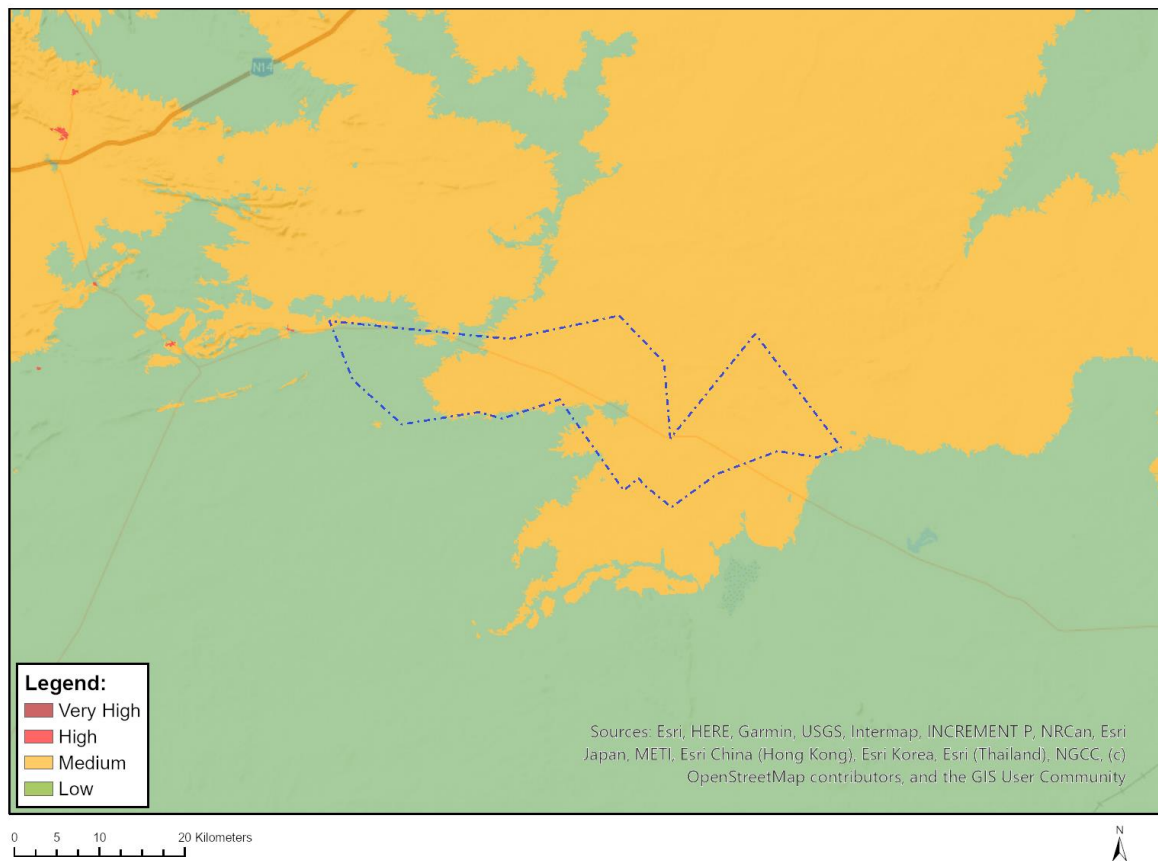 N14
Legend:
Very High
High
Medium
Low
Sources: Esri, HERE, Garmin, USGS, Intermap, INCREMENT P, NRCan, Esri
Japan, METI, Esri China (Hong Kong), Esri Korea, Esri (Thailand), NGCC, (c)
OpenStreetMap contributors, and the GIS User Community
0 5 10 20 Kilometers
N